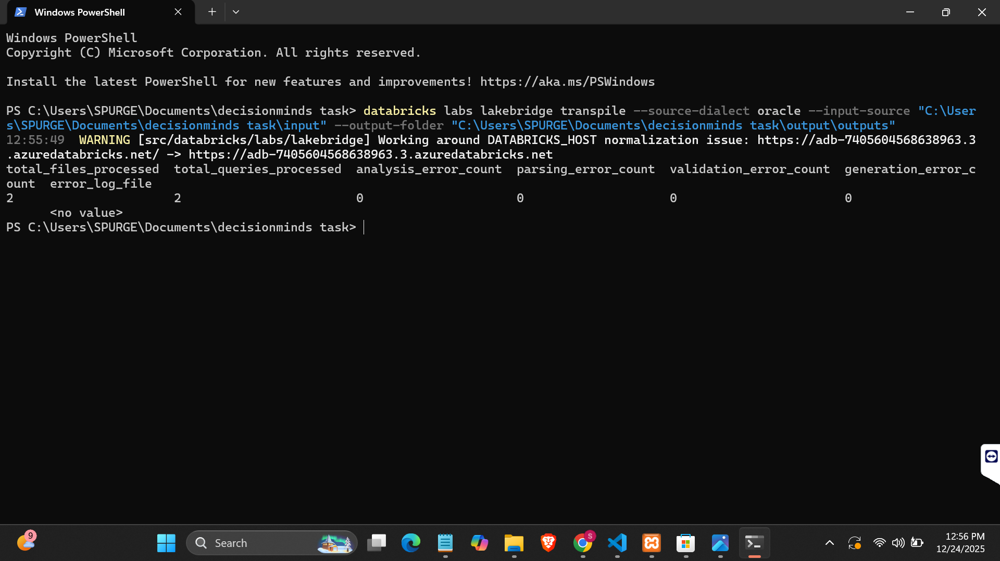 Windows PowerShell
Windows PowerShell
Copyright (C) Microsoft Corporation. All rights reserved.
Install the latest PowerShell for new features and improvements! https://aka.ms/PSWindows
PS C:\Users\SPURGE\Documents\decisionminds task> databricks labs lakebridge transpile --source-dialect oracle --input-source "C:\User
s\SPURGE\Documents\decisionminds task\input" --output-folder "C:\Users\SPURGE\Documents\decisionminds task\output\outputs"
12:55:49  WARNING [src/databricks/labs/lakebridge] Working around DATABRICKS_HOST normalization issue: https://adb-7405604568638963.3
.azuredatabricks.net/ -> https://adb-7405604568638963.3.azuredatabricks.net
total_files_processed  total_queries_processed  analysis_error_count  parsing_error_count  validation_error_count  generation_error_c
ount  error_log_file
2                      2                        0                     0                    0                       0
      <no value>
PS C:\Users\SPURGE\Documents\decisionminds task>
9
Search
S
12:56 PM
12/24/2025